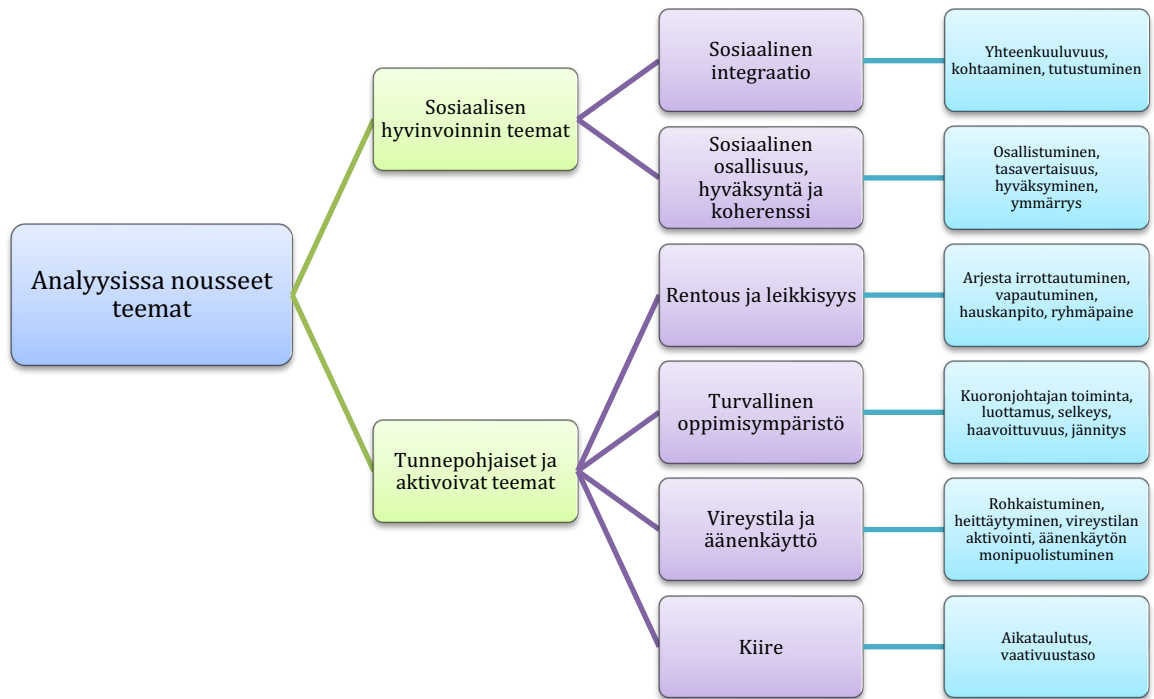 Analyysissa nousseet
teemat
Sosiaalisen
hyvinvoinnin teemat
Sosiaalinen
integraatio
Yhteenkuuluvuus,
kohtaaminen, tutustuminen
Sosiaalinen
osallisuus,
hyväksyntä ja
koherenssi
Osallistuminen,
tasavertaisuus,
hyväksyminen,
ymmärrys
Tunnepohjaiset ja
aktivoivat teemat
Rentous ja leikkisyys
Arjesta irrottautuminen,
vapautuminen,
hauskanpito, ryhmäpaine
Turvallinen
oppimisympäristö
Kuoronjohtajan toiminta,
luottamus, selkeys,
haavoittuvuus, jännitys
Vireystila ja
äänenkäyttö
Rohkaistuminen,
heittäytyminen, vireystilan
aktivointi, äänenkäytön
monipuolistuminen
Kiire
Aikataulutus,
vaativuustaso